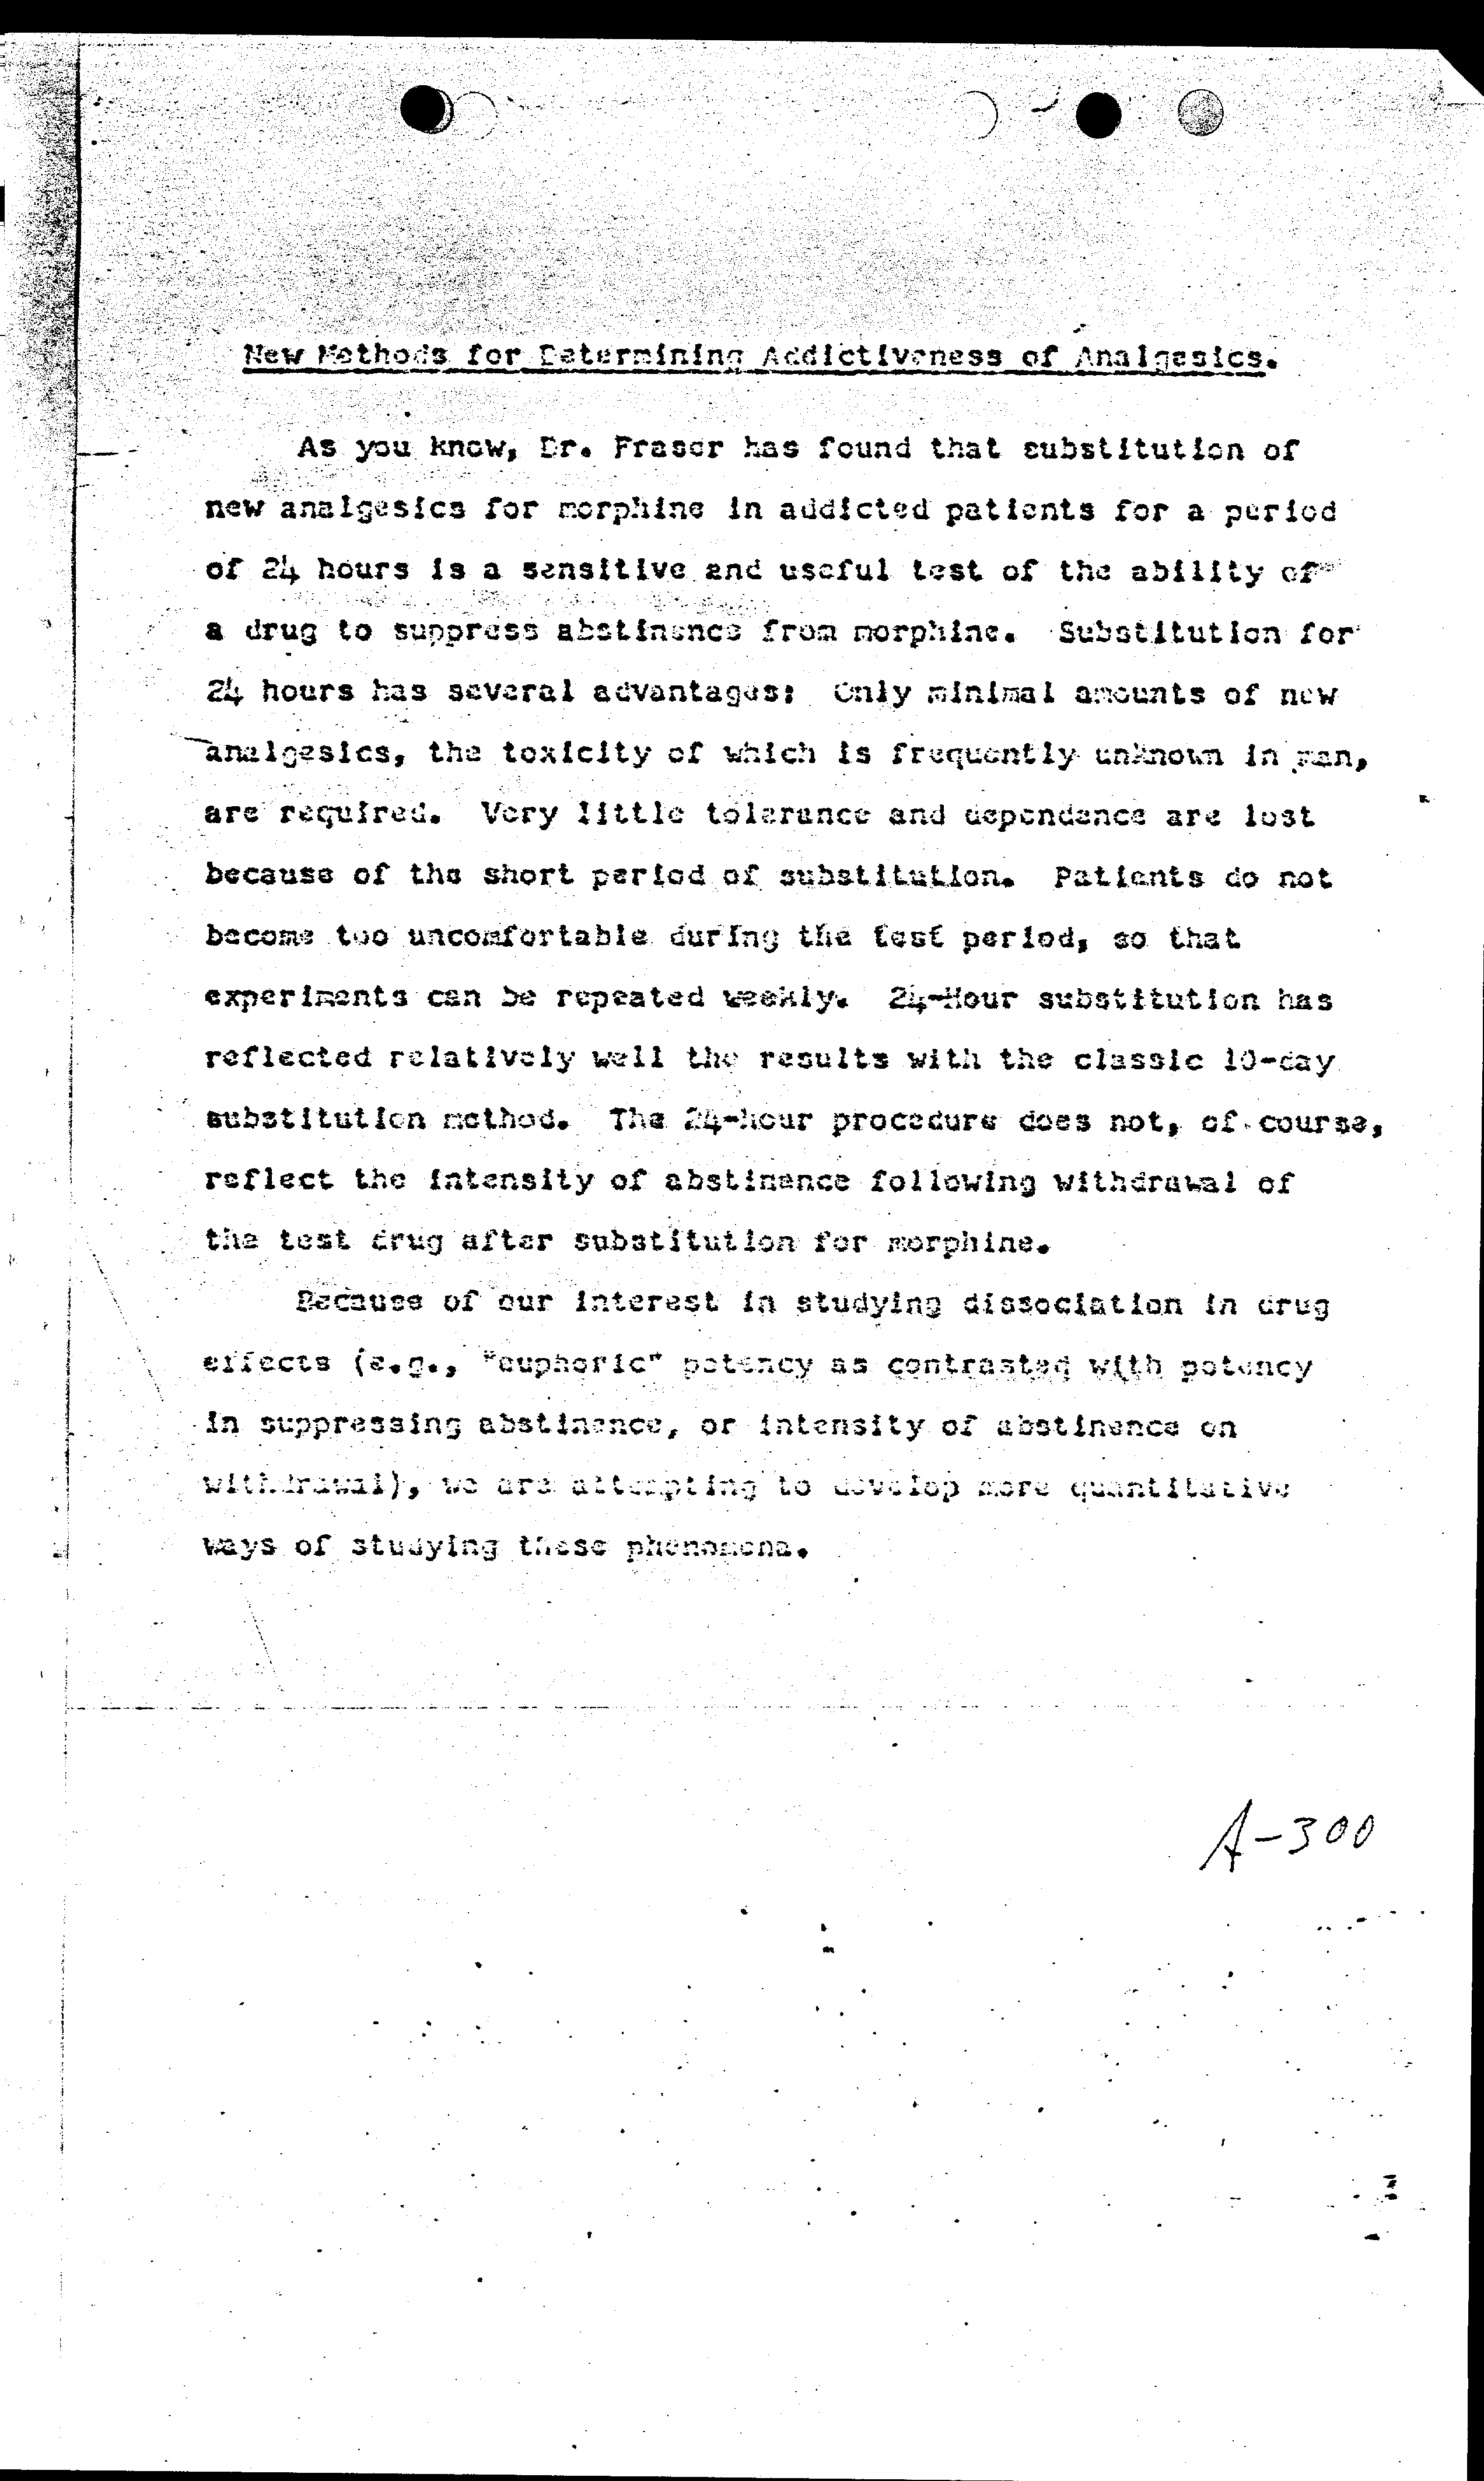 New Methods for Determining Addictiveness of Analgesics.
As you know, Dr. Fraser has found that substitution of
new analgesics for morphine in addicted patients for a period
of 24 hours is a sensitive and useful test of the ability of
a drug to suppress abstinence from morphine. Substitution for
24 hours has several advantages: Only minimal amounts of new
analgesics, the toxicity of which is frequently unknown in man,
are required. Very little tolerance and dependence are lost
because of the short period of substitution. Patients do not
become too uncomfortable during the test period, so that
experiments can be repeated weekly. 24-Hour substitution has
reflected relatively well the results with the classic 10-day
substitution method. The 24-hour procedure does not, of course,
reflect the intensity of abstinence following withdrawal of
the test drug after substitution for morphine.
Because of our interest in studying dissociation in drug
effects (e.g., "euphoric" potency as contrasted with potency
in suppressing abstinence, or intensity of abstinence on
withdrawal), we are attempting to develop more quantitative
ways of studying these phenomena.
A-300